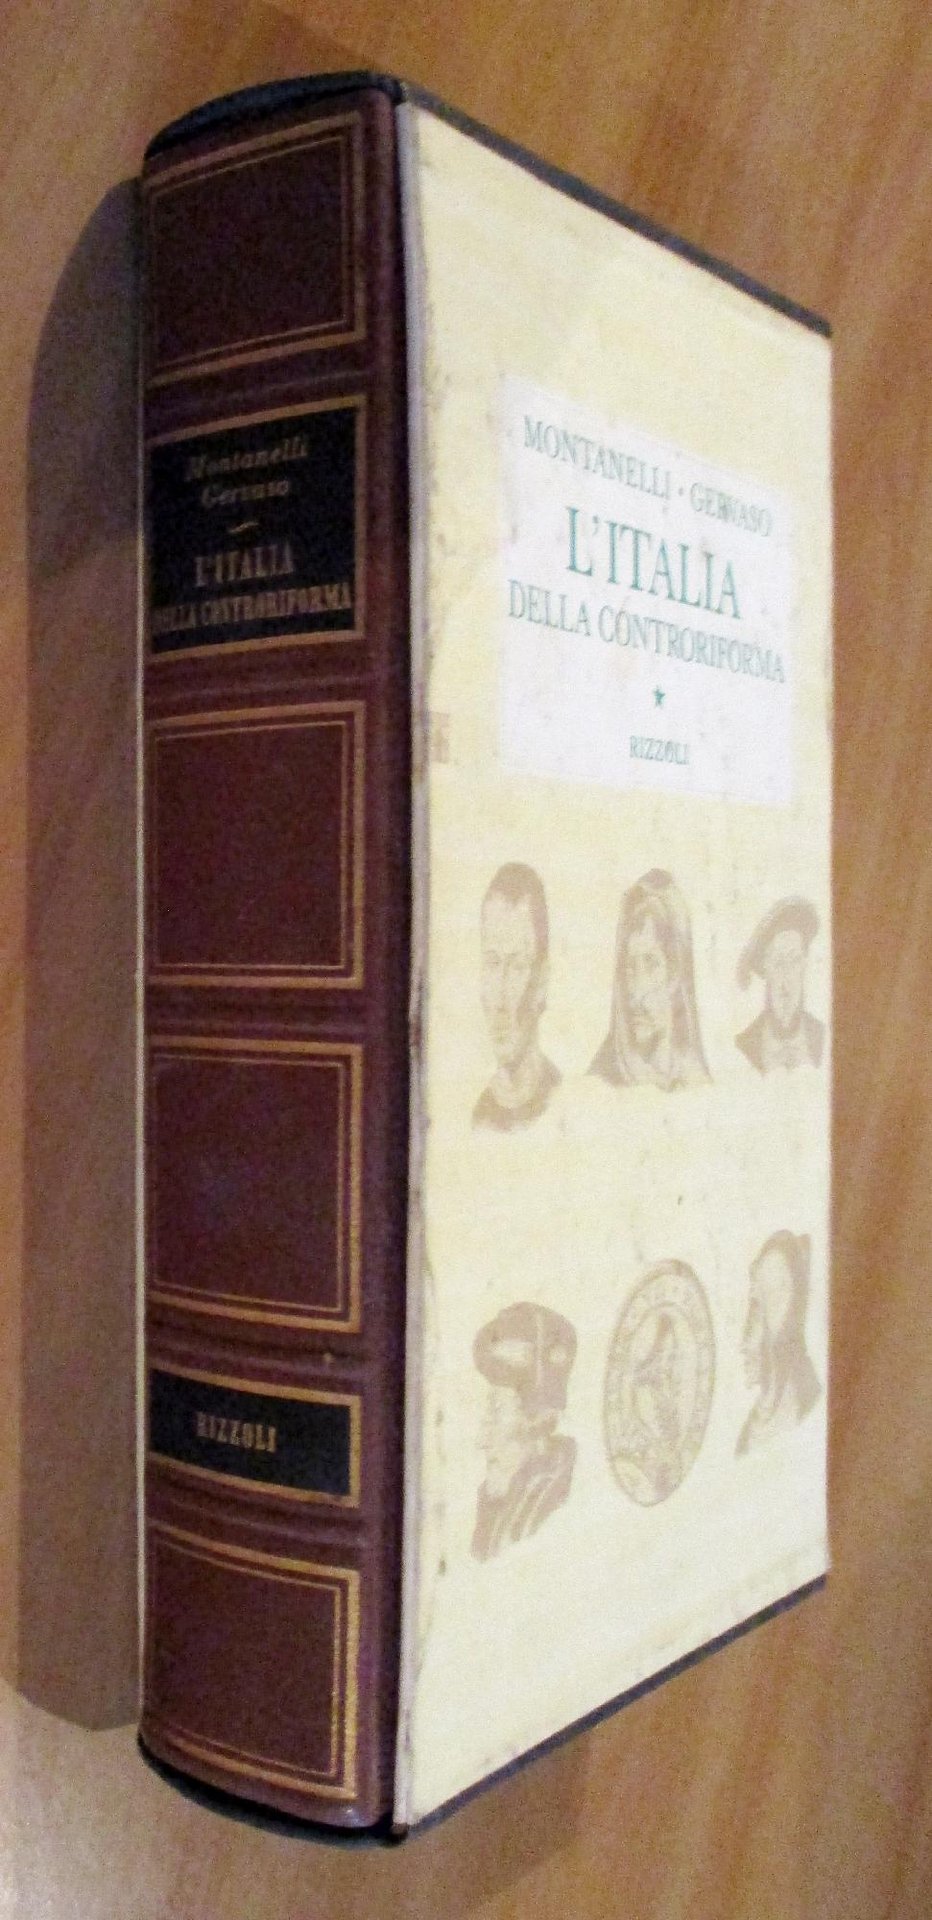 Montanelli
Gervaso
L'ITALIA
DELLA CONTRORIFORMA
RIZZOLI
MONTANELLI · GERVASO
L'ITALIA
DELLA CONTRORIFORMA
RIZZOLI